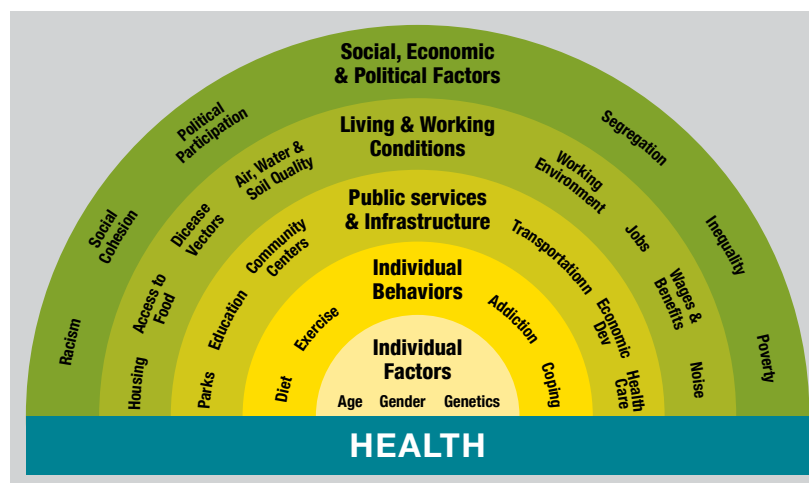 Social, Economic
& Political Factors
Political
Participation
Social
Cohesion
Racism
Segregation
Inequality
Poverty
Living & Working
Conditions
Air, Water &
Soil Quality
Dicease
Vectors
Access to
Food
Housing
Working
Environment
Jobs
Wages &
Benefits
Noise
Public services
& Infrastructure
Community
Centers
Education
Parks
Transportationn
Economic
Dev
Health
Care
Individual
Behaviors
Exercise
Diet
Addiction
Coping
Individual
Factors
Age Gender Genetics
HEALTH